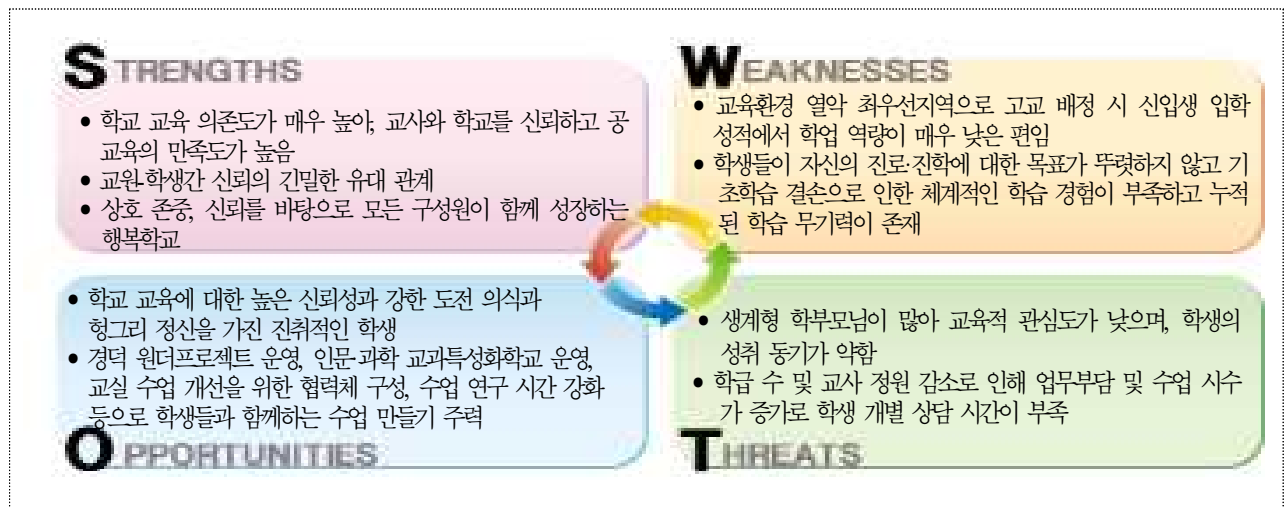 STRENGTHS
• 학교 교육 의존도가 매우 높아, 교사와 학교를 신뢰하고 공
교육의 만족도가 높음
• 교원·학생간 신뢰의 긴밀한 유대 관계
• 상호 존중, 신뢰를 바탕으로 모든 구성원이 함께 성장하는
행복학교
WEAKNESSES
• 교육환경 열악 최우선지역으로 고교 배정 시 신입생 입학
성적에서 학업 역량이 매우 낮은 편임
• 학생들이 자신의 진로·진학에 대한 목표가 뚜렷하지 않고 기
초학습 결손으로 인한 체계적인 학습 경험이 부족하고 누적
된 학습 무기력이 존재
• 학교 교육에 대한 높은 신뢰성과 강한 도전 의식과
헝그리 정신을 가진 진취적인 학생
• 경덕 원더프로젝트 운영, 인문·과학 교과특성화학교 운영,
교실 수업 개선을 위한 협력체 구성, 수업 연구 시간 강화
등으로 학생들과 함께하는 수업 만들기 주력
OPPORTUNITIES
• 생계형 학부모님이 많아 교육적 관심도가 낮으며, 학생의
성취 동기가 약함
• 학급 수 및 교사 정원 감소로 인해 업무부담 및 수업 시수
가 증가로 학생 개별 상담 시간이 부족
THREATS